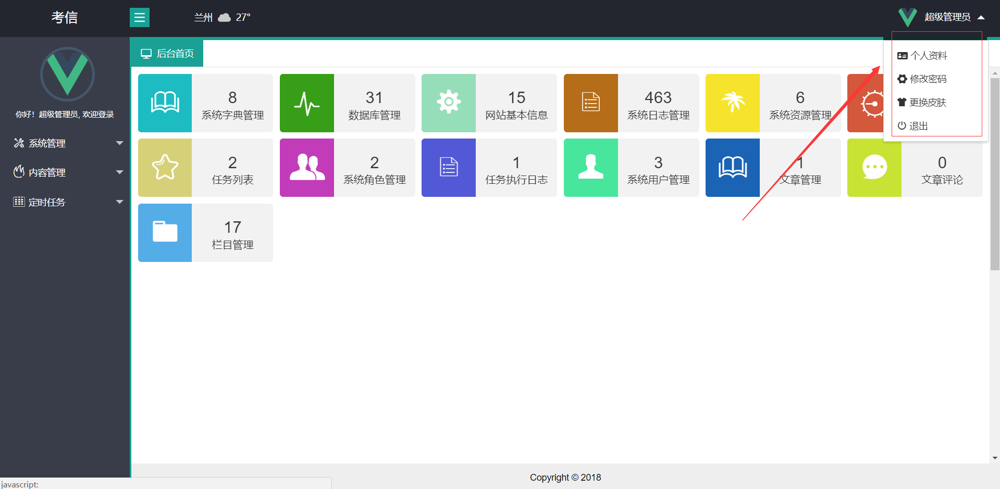 考信
兰州 27°
超级管理员
你好！超级管理员, 欢迎登录
系统管理
内容管理
定时任务
后台首页
个人资料
修改密码
更换皮肤
退出
8
系统字典管理
31
数据库管理
15
网站基本信息
463
系统日志管理
6
系统资源管理
2
任务列表
2
系统角色管理
1
任务执行日志
3
系统用户管理
1
文章管理
0
文章评论
17
栏目管理
Copyright © 2018
javascript: